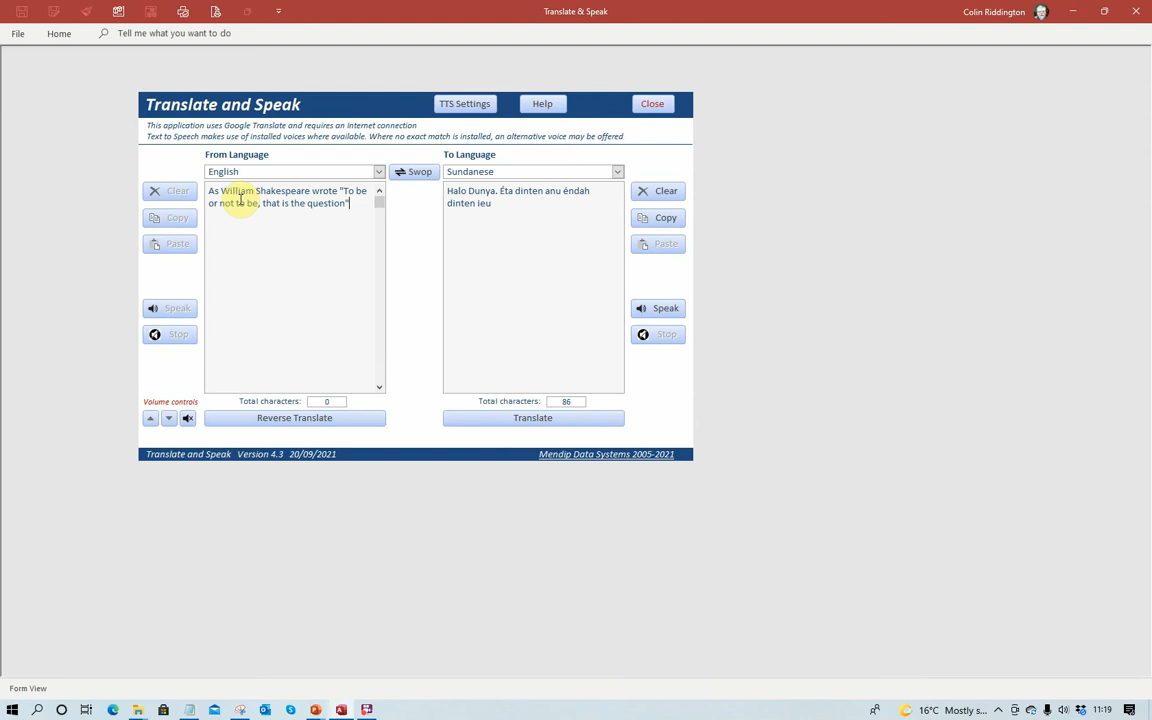 Translate & Speak
Colin Riddington
File
Home
Tell me what you want to do
Translate and Speak
TTS Settings
Help
Close
This application uses Google Translate and requires an Internet connection
Text to Speech makes use of installed voices where available. Where no exact match is installed, an alternative voice may be offered
From Language
To Language
English
Swop
Sundanese
Clear
As William Shakespeare wrote "To be
or not to be, that is the question"
Halo Dunya. Éta dinten anu éndah
dinten ieu
Clear
Copy
Copy
Paste
Paste
Speak
Speak
Stop
Stop
Volume controls
Total characters:
0
Total characters:
86
Reverse Translate
Translate
Translate and Speak Version 4.3 20/09/2021
Mendip Data Systems 2005-2021
Form View
16°C Mostly s...
11:19